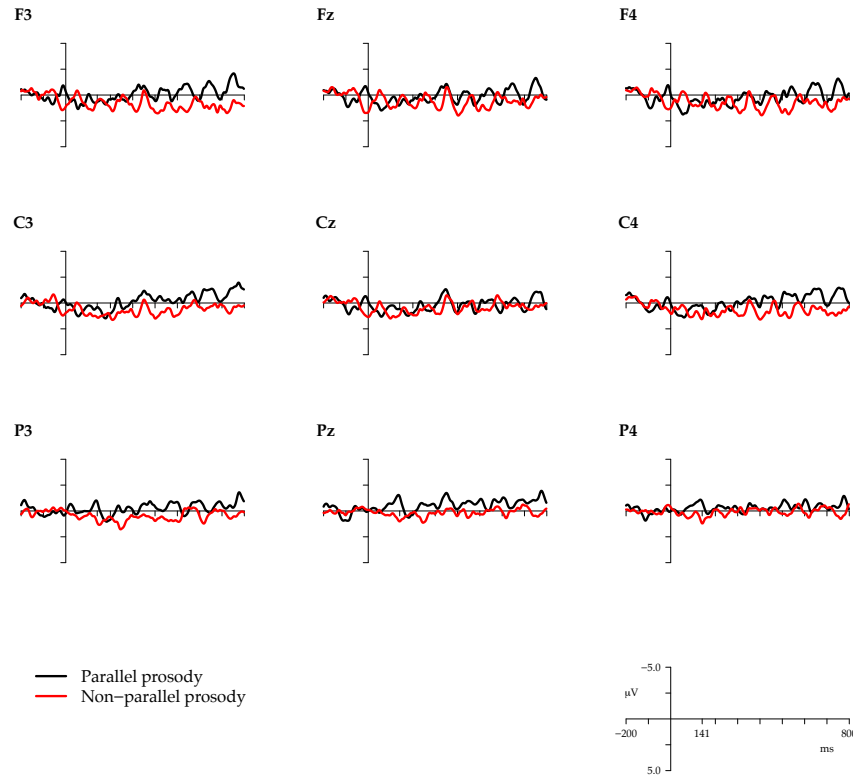 F3 Fz F4
C3 Cz C4
P3 Pz P4
Parallel prosody
Non−parallel prosody
−5.0
µV
−200 141 800
ms
5.0